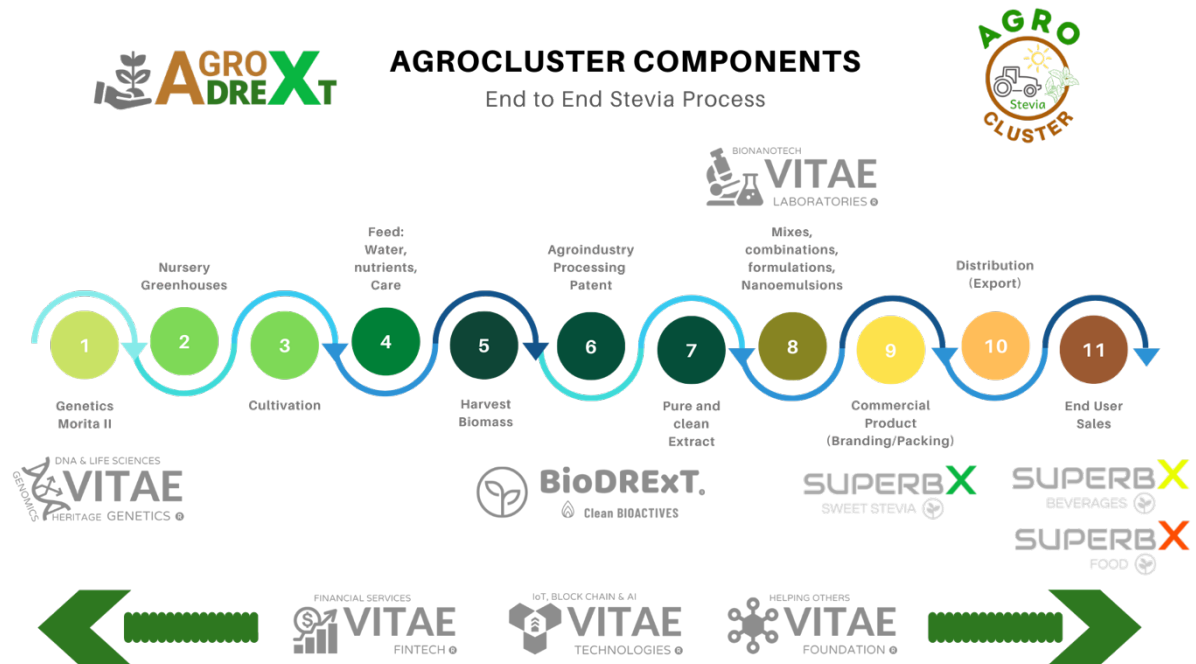 AGRO
DREXT
AGROCLUSTER COMPONENTS
End to End Stevia Process
AGRO
Stevia
CLUSTER
BIONANOTECH
VITAE
LABORATORIES ®
Nursery
Greenhouses
Feed:
Water,
nutrients,
Care
Agroindustry
Processing
Patent
Mixes,
combinations,
formulations,
Nanoemulsions
Distribution
(Export)
1
2
3
4
5
6
7
8
9
10
11
Genetics
Morita II
Cultivation
Harvest
Biomass
Pure and
clean
Extract
Commercial
Product
(Branding/Packing)
End User
Sales
DNA & LIFE SCIENCES
GENOMICS
VITAE
HERITAGE GENETICS ®
BioDRExT®
Clean BIOACTIVES
SUPERBX
SWEET STEVIA
SUPERBX
BEVERAGES
SUPERBX
FOOD
FINANCIAL SERVICES
VITAE
FINTECH ®
IoT, BLOCK CHAIN & AI
VITAE
TECHNOLOGIES ®
HELPING OTHERS
VITAE
FOUNDATION ®